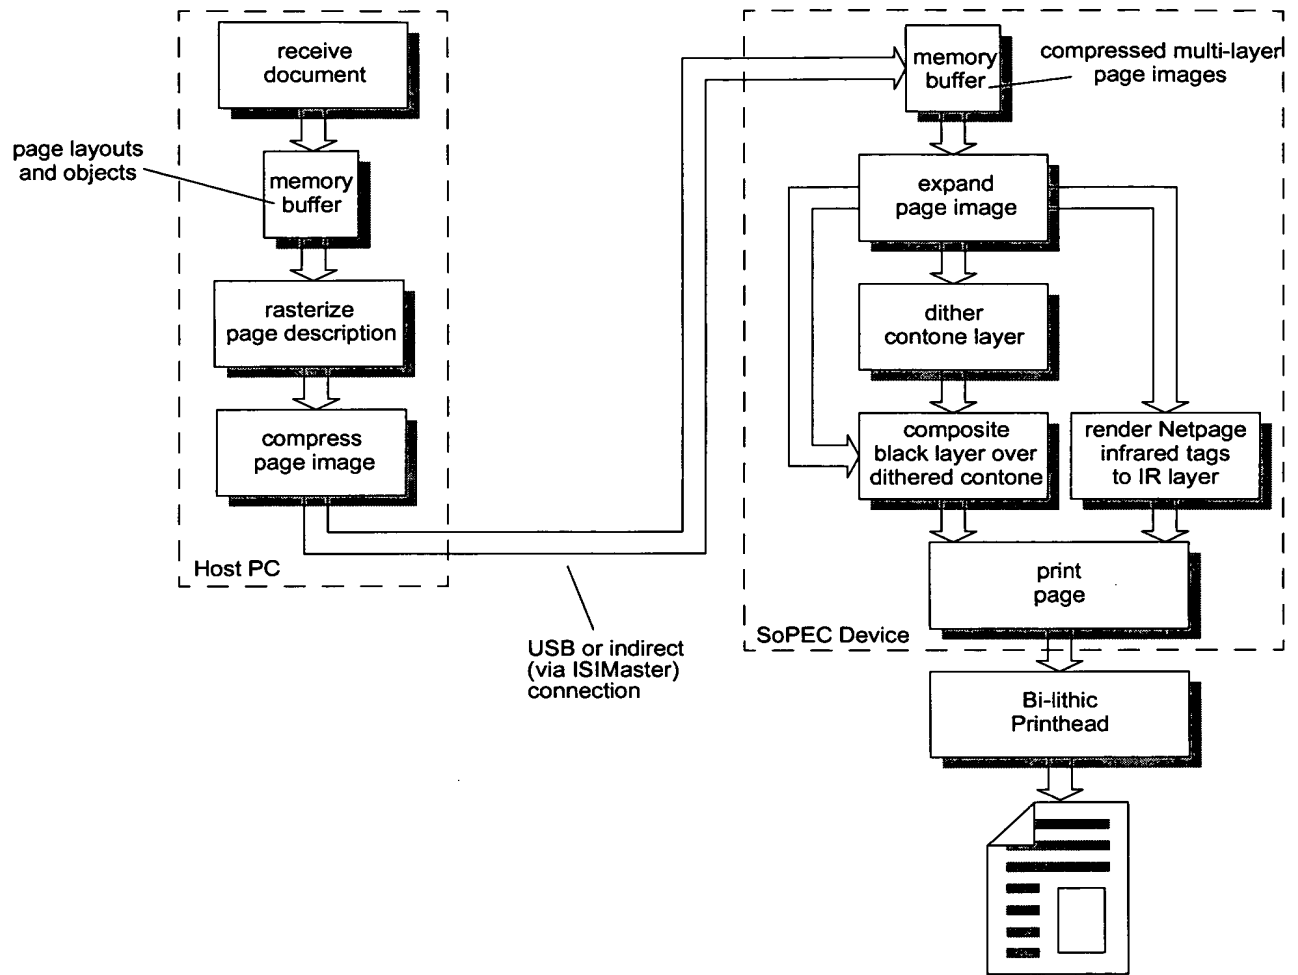 receive
document
page layouts
and objects
memory
buffer
rasterize
page description
compress
page image
Host PC
USB or indirect
(via ISIMaster)
connection
memory
buffer
compressed multi-layer
page images
expand
page image
dither
contone layer
composite
black layer over
dithered contone
render Netpage
infrared tags
to IR layer
print
page
SoPEC Device
Bi-lithic
Printhead